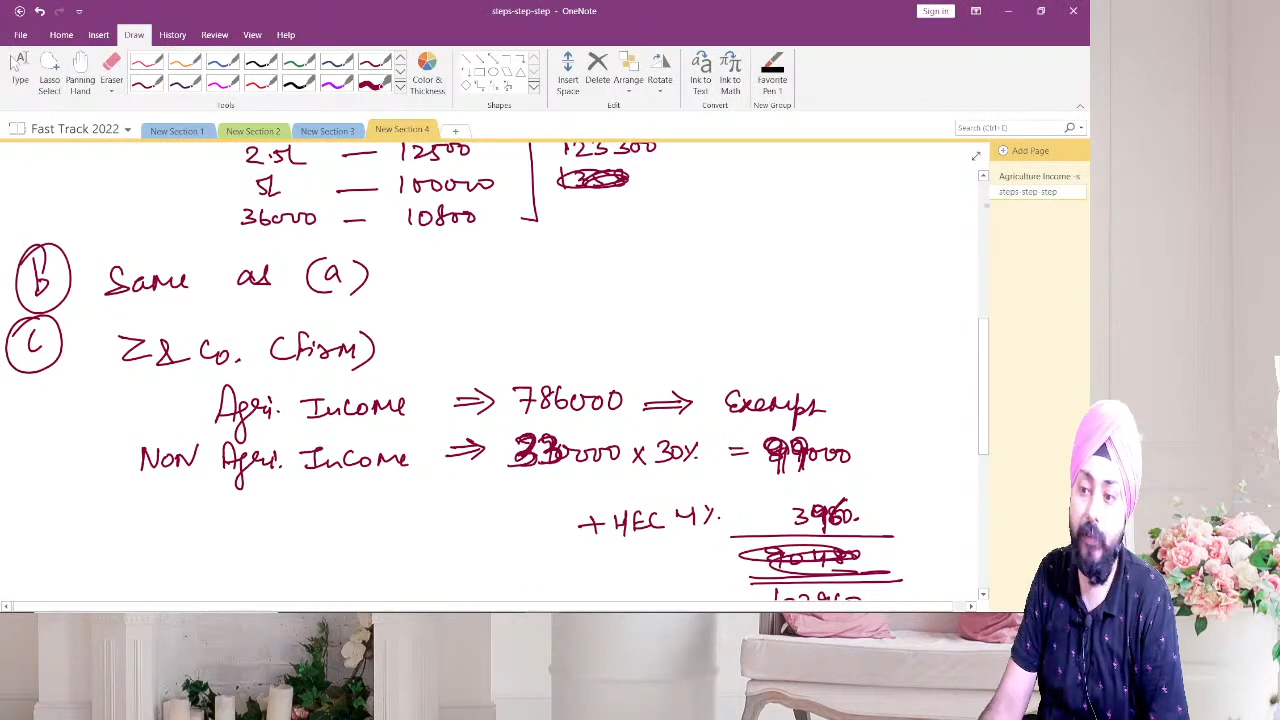 steps-step-step - OneNote
Sign in
File Home Insert Draw History Review View Help
Type Lasso Select Panning Hand Eraser
Color & Thickness
Insert Space Delete Arrange Rotate
Ink to Text Ink to Math
Favorite Pen 1
Tools Shapes Edit Convert New Group
Fast Track 2022 New Section 1 New Section 2 New Section 3 New Section 4
Search (Ctrl+E)
Add Page
Agriculture Income -s
steps-step-step
2.5L — 12500 123300
5L — 100000
36000 — 10800
b Same as (a)
C Z & Co. (firm)
Agri. Income ⇒ 786000 ⇒ Exempt
NON Agri. Income ⇒ 330000 x 30% = 99000
+ HEC 4%. 3960.
102960